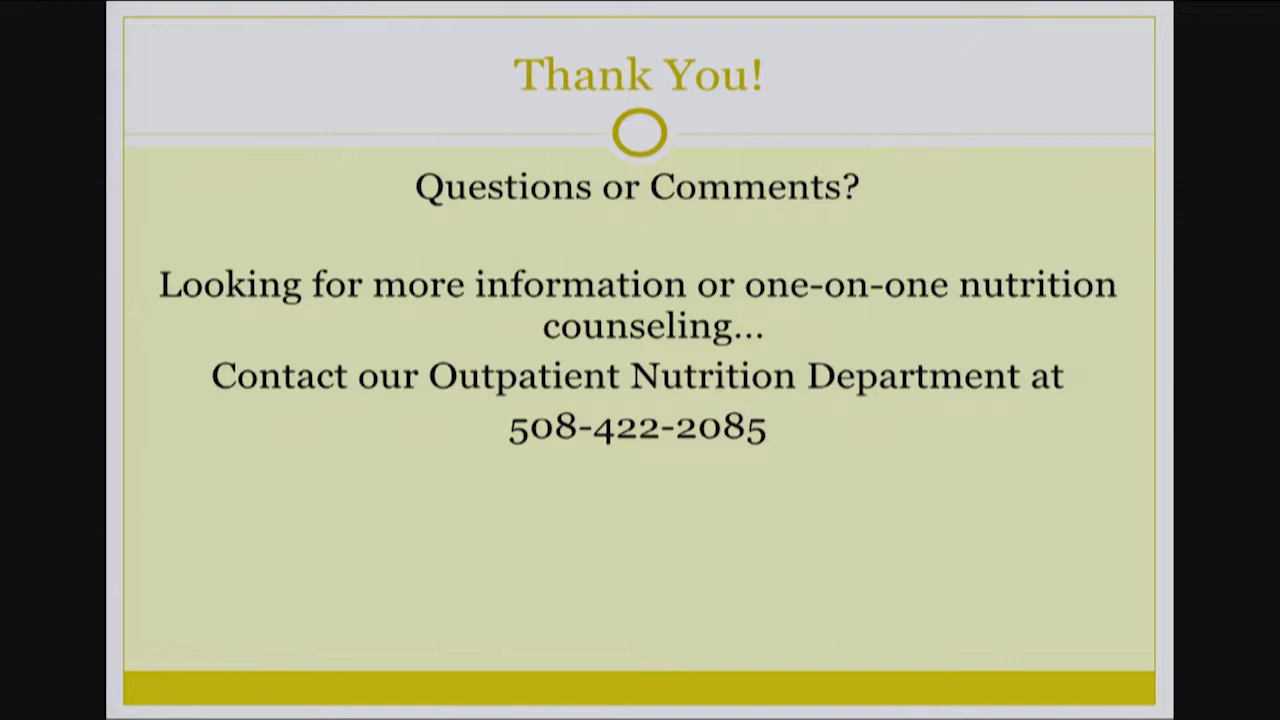 Thank You!
Questions or Comments?
Looking for more information or one-on-one nutrition
counseling...
Contact our Outpatient Nutrition Department at
508-422-2085